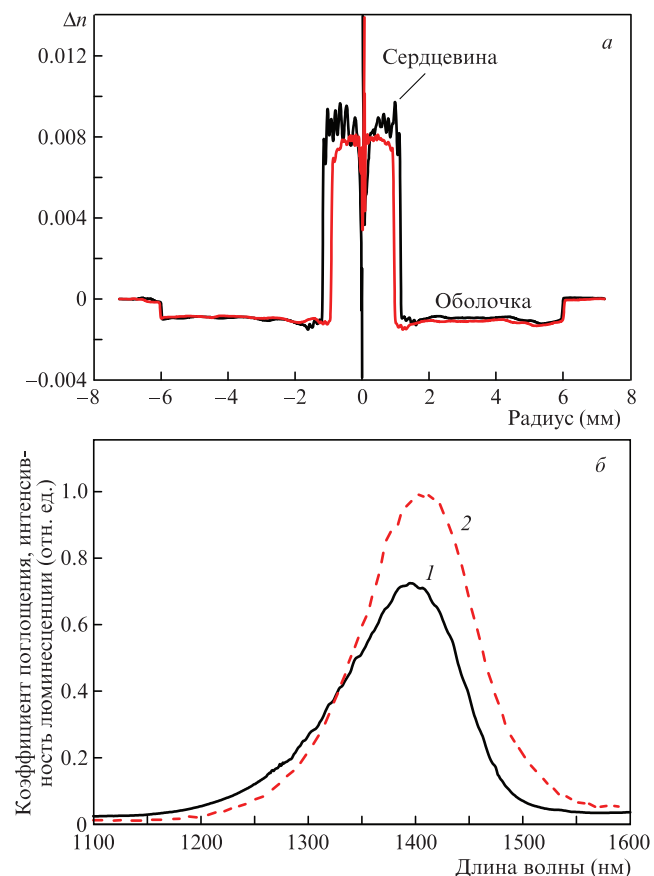 Δn
а
0.012
Сердцевина
0.008
0.004
0
Оболочка
−0.004
−8 −6 −4 −2 0 2 4 6 8
Радиус (мм)
б
Коэффициент поглощения, интенсив-
ность люминесценции (отн. ед.)
1.0
2
0.8
1
0.6
0.4
0.2
0
1100 1200 1300 1400 1500 1600
Длина волны (нм)